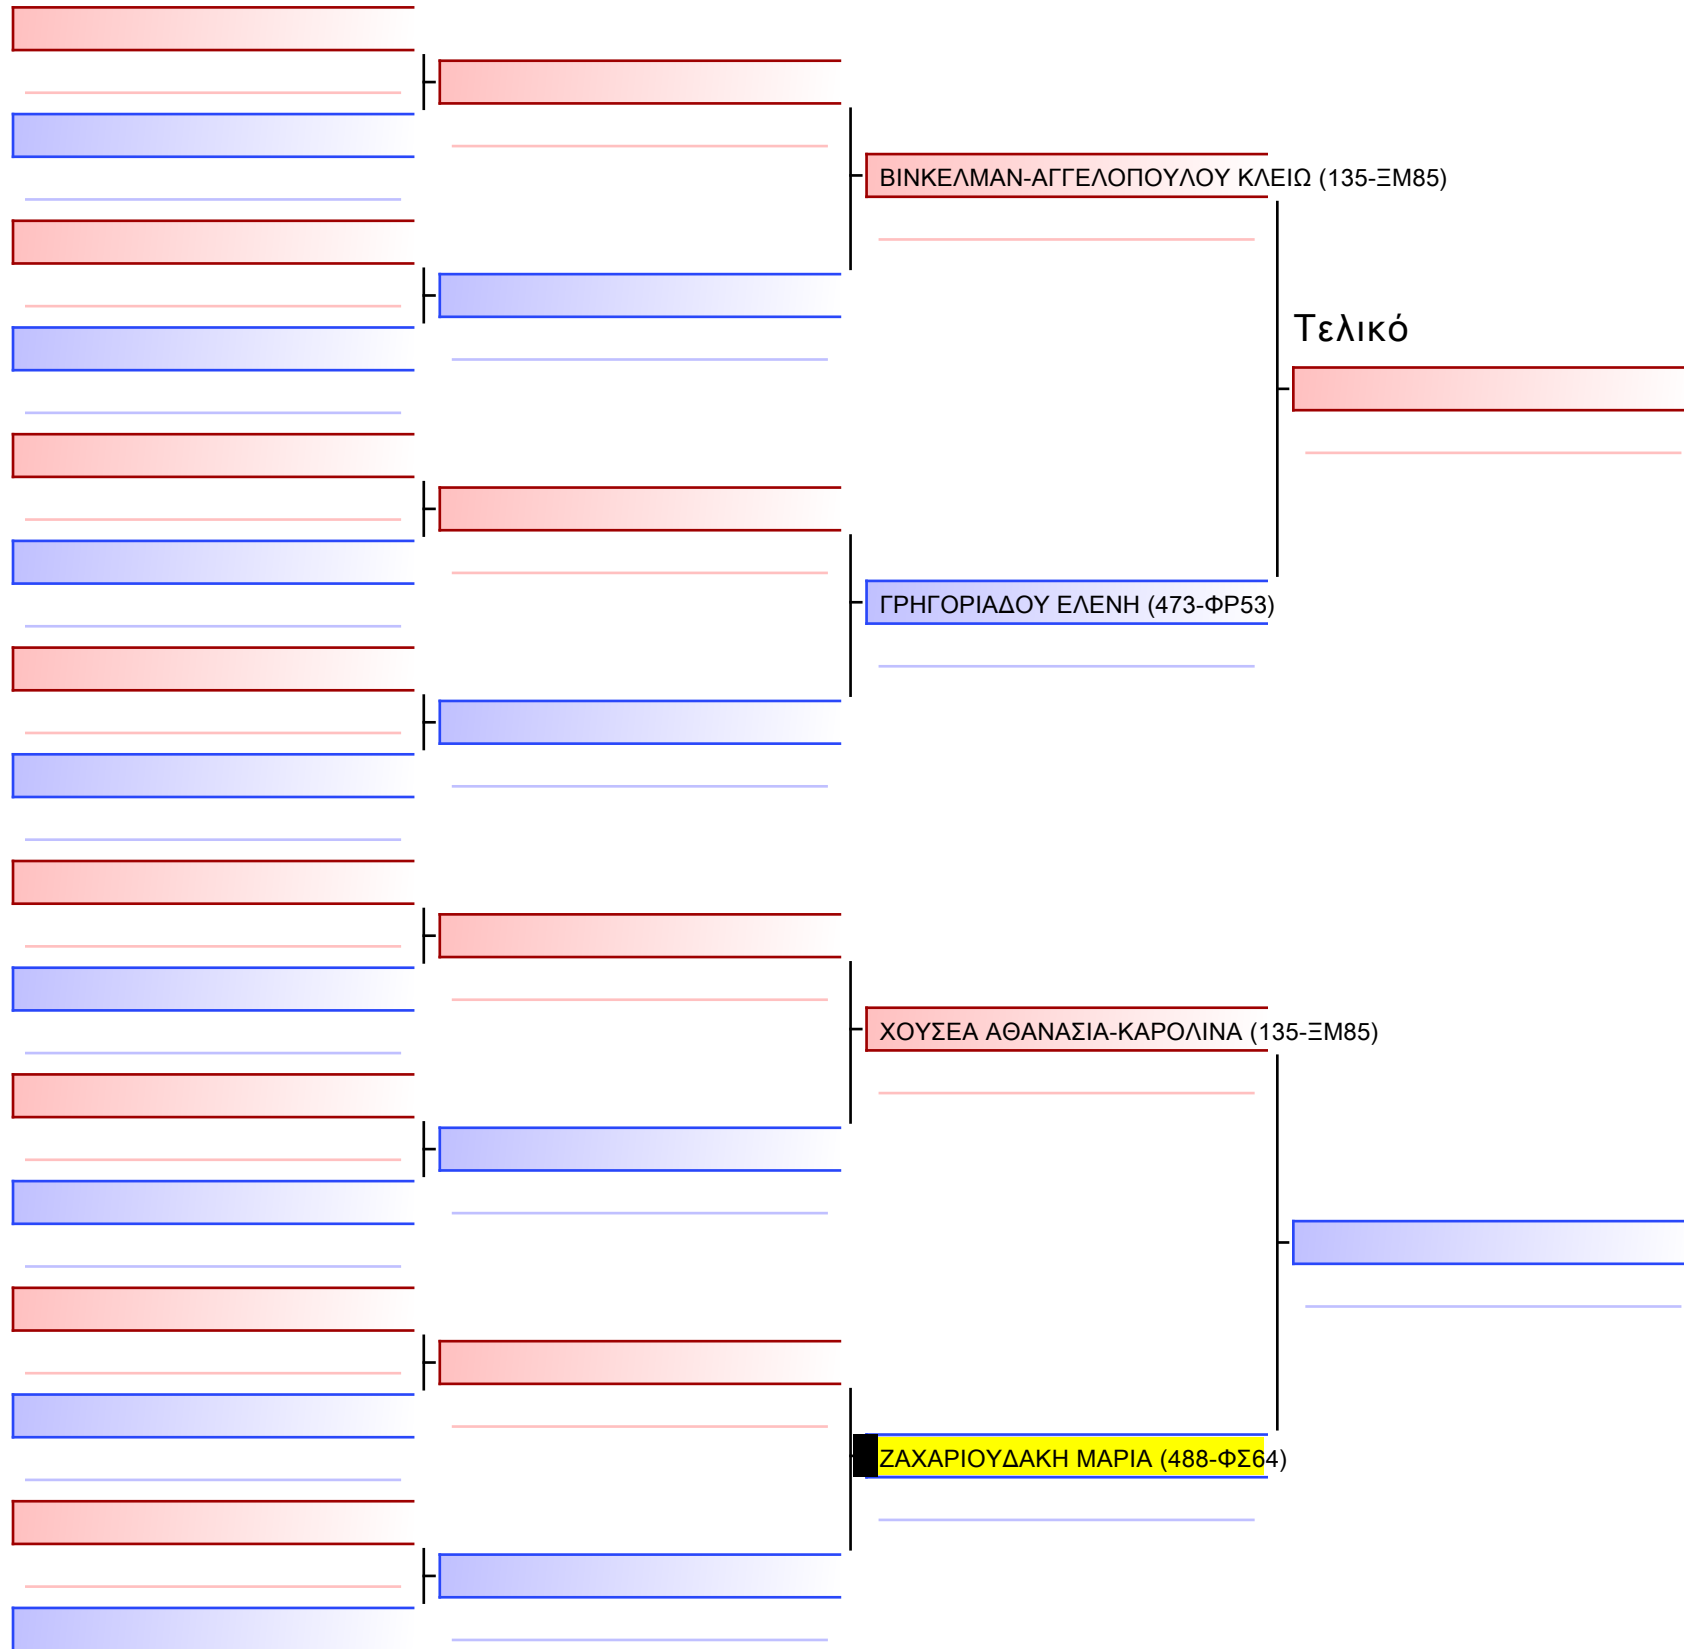 ΒΙΝΚΕΛΜΑΝ-ΑΓΓΕΛΟΠΟΥΛΟΥ ΚΛΕΙΩ (135-ΞΜ85)
Τελικό
ΓΡΗΓΟΡΙΑΔΟΥ ΕΛΕΝΗ (473-ΦΡ53)
ΧΟΥΣΕΑ ΑΘΑΝΑΣΙΑ-ΚΑΡΟΛΙΝΑ (135-ΞΜ85)
ΖΑΧΑΡΙΟΥΔΑΚΗ ΜΑΡΙΑ (488-ΦΣ64)